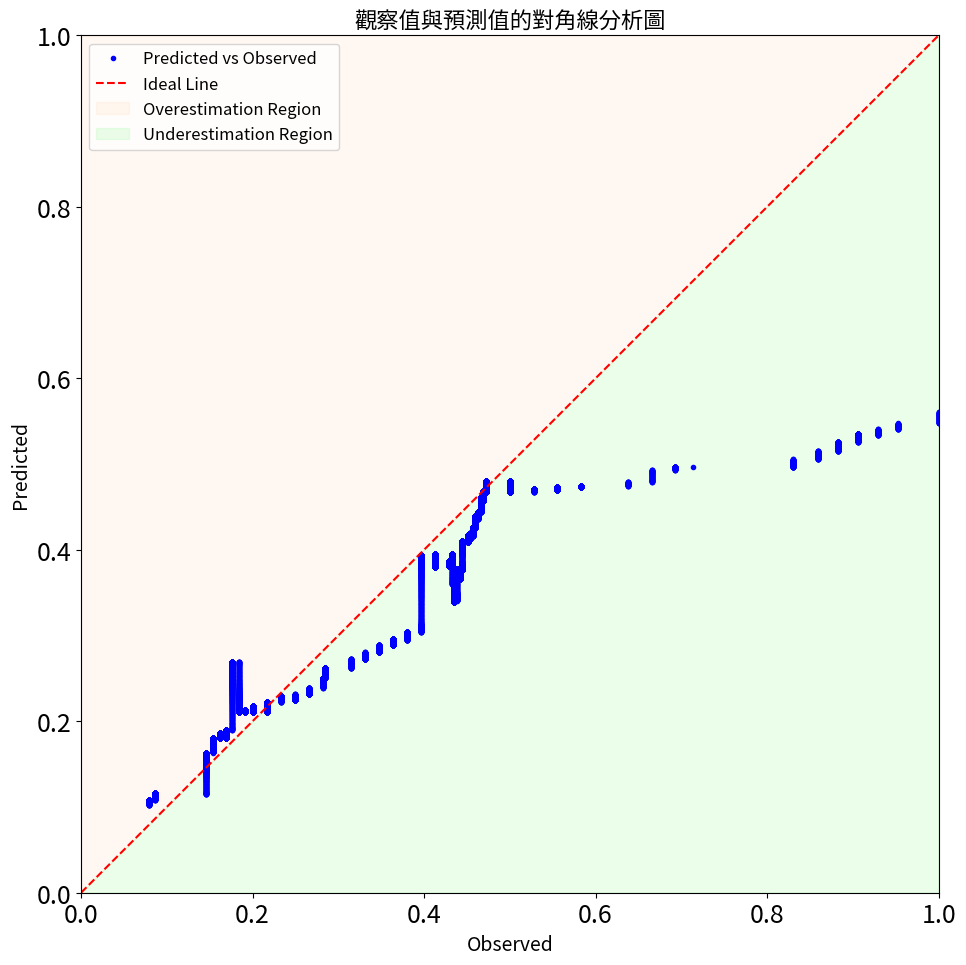 觀察值與預測值的對角線分析圖
Predicted vs Observed
Ideal Line
Overestimation Region
Underestimation Region
1.0
0.8
0.6
0.4
0.2
0.0
Predicted
0.0 0.2 0.4 0.6 0.8 1.0
Observed